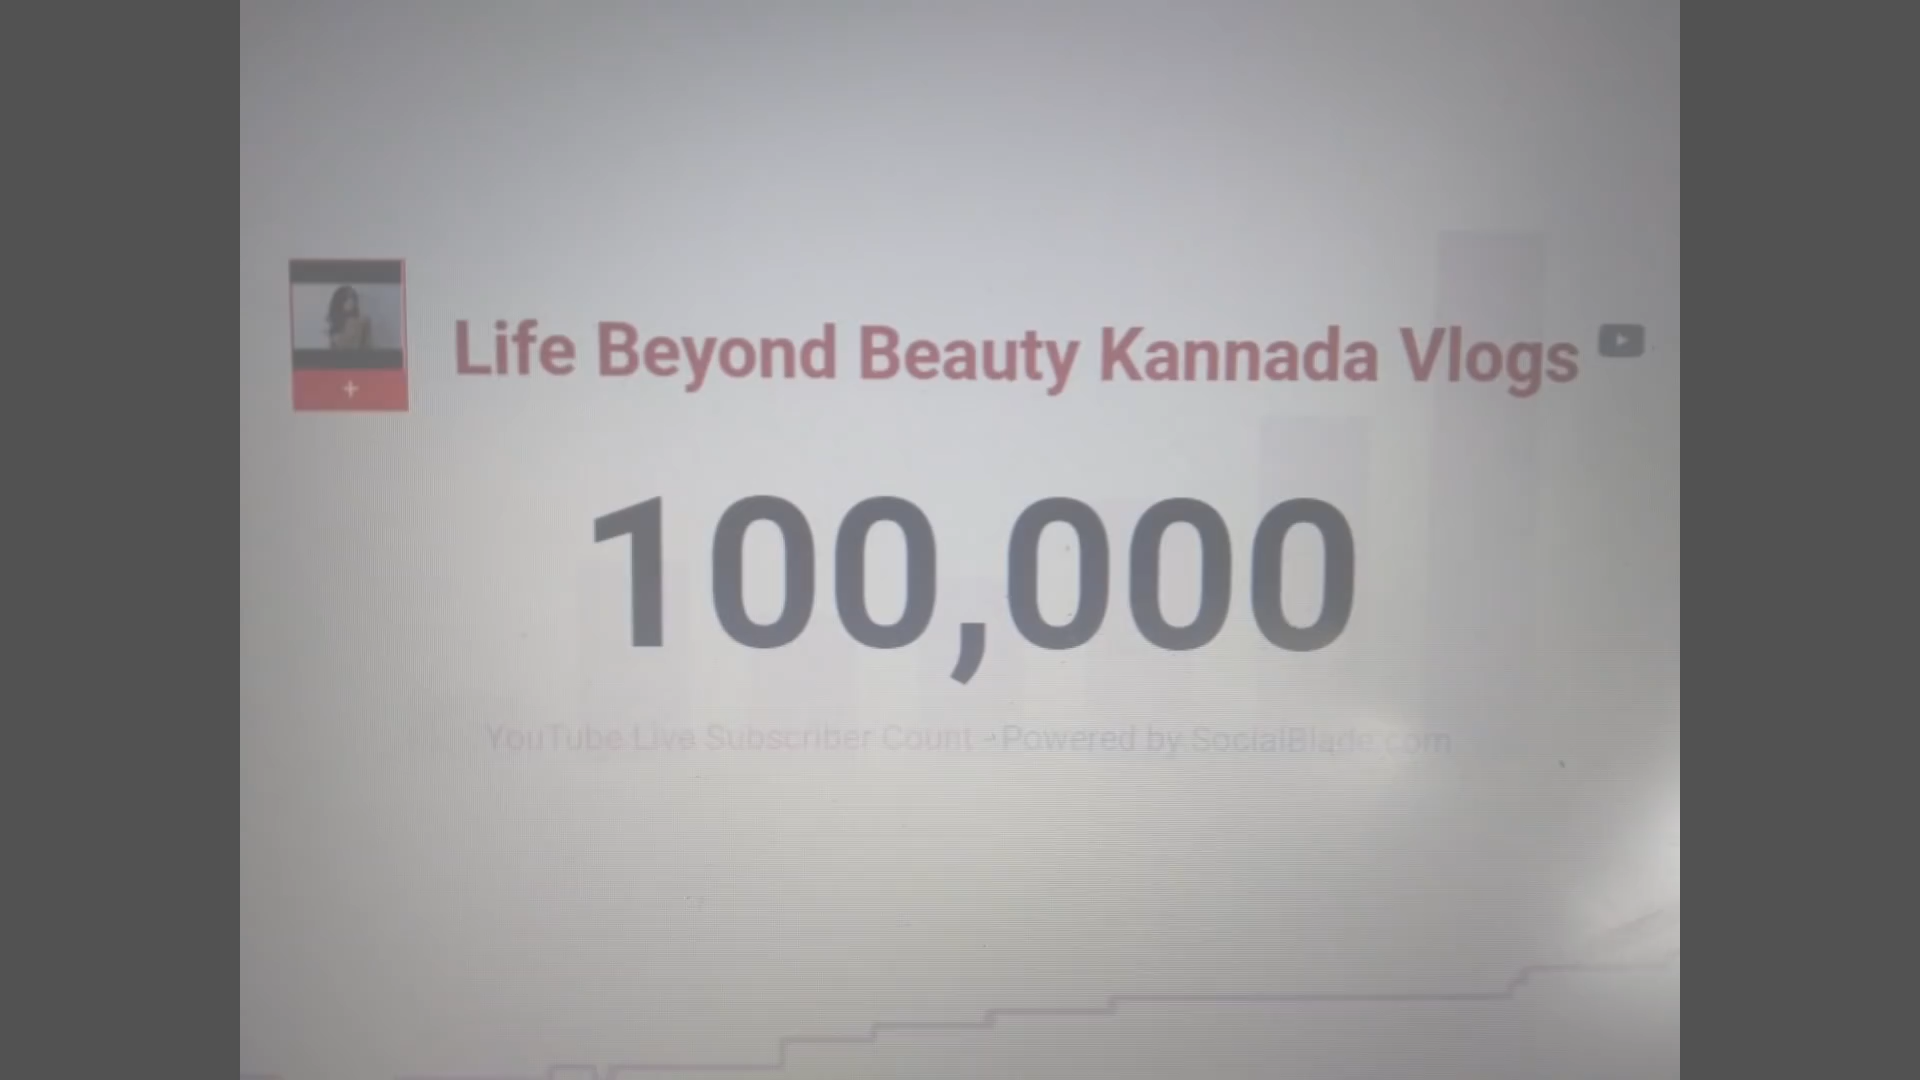 Life Beyond Beauty Kannada Vlogs
+
100,000
YouTube Live Subscriber Count - Powered by SocialBlade.com